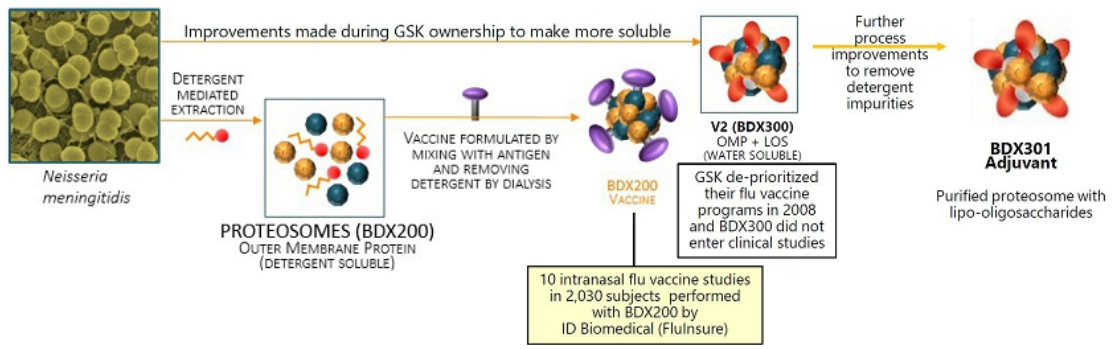 Improvements made during GSK ownership to make more soluble
Further
process
improvements
to remove
detergent
impurities
DETERGENT
MEDIATED
EXTRACTION
Neisseria
meningitidis
PROTEOSOMES (BDX200)
OUTER MEMBRANE PROTEIN
(DETERGENT SOLUBLE)
VACCINE FORMULATED BY
MIXING WITH ANTIGEN
AND REMOVING
DETERGENT BY DIALYSIS
BDX200
VACCINE
V2 (BDX300)
OMP + LOS
(WATER SOLUBLE)
GSK de-prioritized
their flu vaccine
programs in 2008
and BDX300 did not
enter clinical studies
BDX301
Adjuvant
Purified proteosome with
lipo-oligosaccharides
10 intranasal flu vaccine studies
in 2,030 subjects performed
with BDX200 by
ID Biomedical (FluInsure)